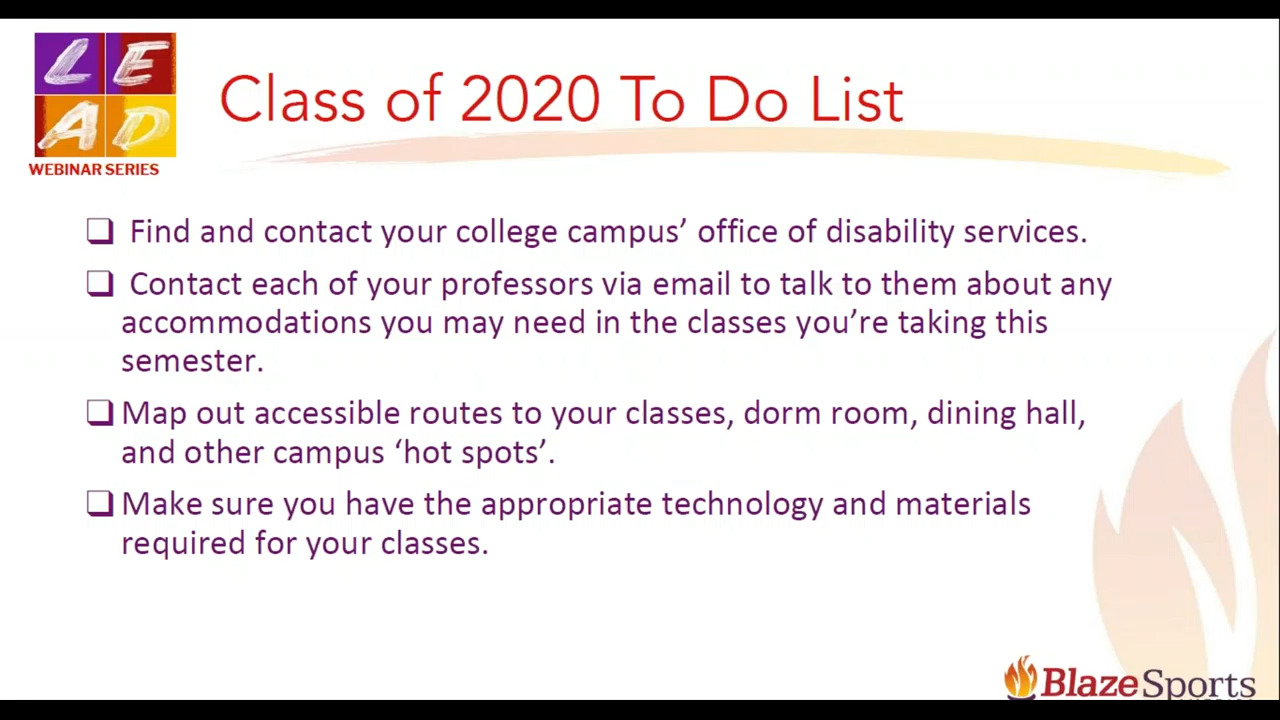 LE
AD
WEBINAR SERIES
Class of 2020 To Do List
❑ Find and contact your college campus’ office of disability services.
❑ Contact each of your professors via email to talk to them about any
accommodations you may need in the classes you’re taking this
semester.
❑ Map out accessible routes to your classes, dorm room, dining hall,
and other campus ‘hot spots’.
❑ Make sure you have the appropriate technology and materials
required for your classes.
BlazeSports